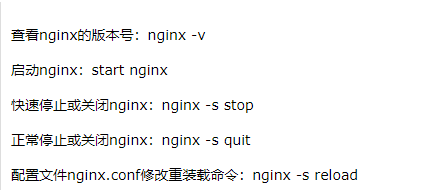 查看nginx的版本号：nginx -v
启动nginx：start nginx
快速停止或关闭nginx：nginx -s stop
正常停止或关闭nginx：nginx -s quit
配置文件nginx.conf修改重装载命令：nginx -s reload